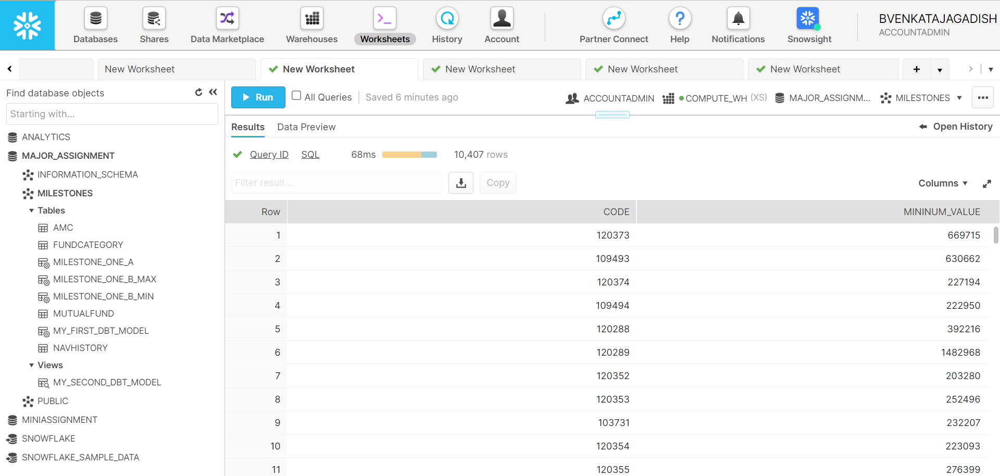 Databases Shares Data Marketplace Warehouses Worksheets History Account Partner Connect Help Notifications Snowsight
BVENKATAJAGADISH
ACCOUNTADMIN
New Worksheet New Worksheet New Worksheet New Worksheet New Worksheet +
Find database objects
Starting with...
ANALYTICS
MAJOR_ASSIGNMENT
INFORMATION_SCHEMA
MILESTONES
Tables
AMC
FUNDCATEGORY
MILESTONE_ONE_A
MILESTONE_ONE_B_MAX
MILESTONE_ONE_B_MIN
MUTUALFUND
MY_FIRST_DBT_MODEL
NAVHISTORY
Views
MY_SECOND_DBT_MODEL
PUBLIC
MINIASSIGNMENT
SNOWFLAKE
SNOWFLAKE_SAMPLE_DATA
Run All Queries Saved 6 minutes ago ACCOUNTADMIN COMPUTE_WH (XS) MAJOR_ASSIGNM... MILESTONES ...
Results Data Preview Open History
Query ID SQL 68ms 10,407 rows
Filter result... Copy Columns
Row CODE MININUM_VALUE
1 120373 669715
2 109493 630662
3 120374 227194
4 109494 222950
5 120288 392216
6 120289 1482968
7 120352 203280
8 120353 252496
9 103731 232207
10 120354 223093
11 120355 276399